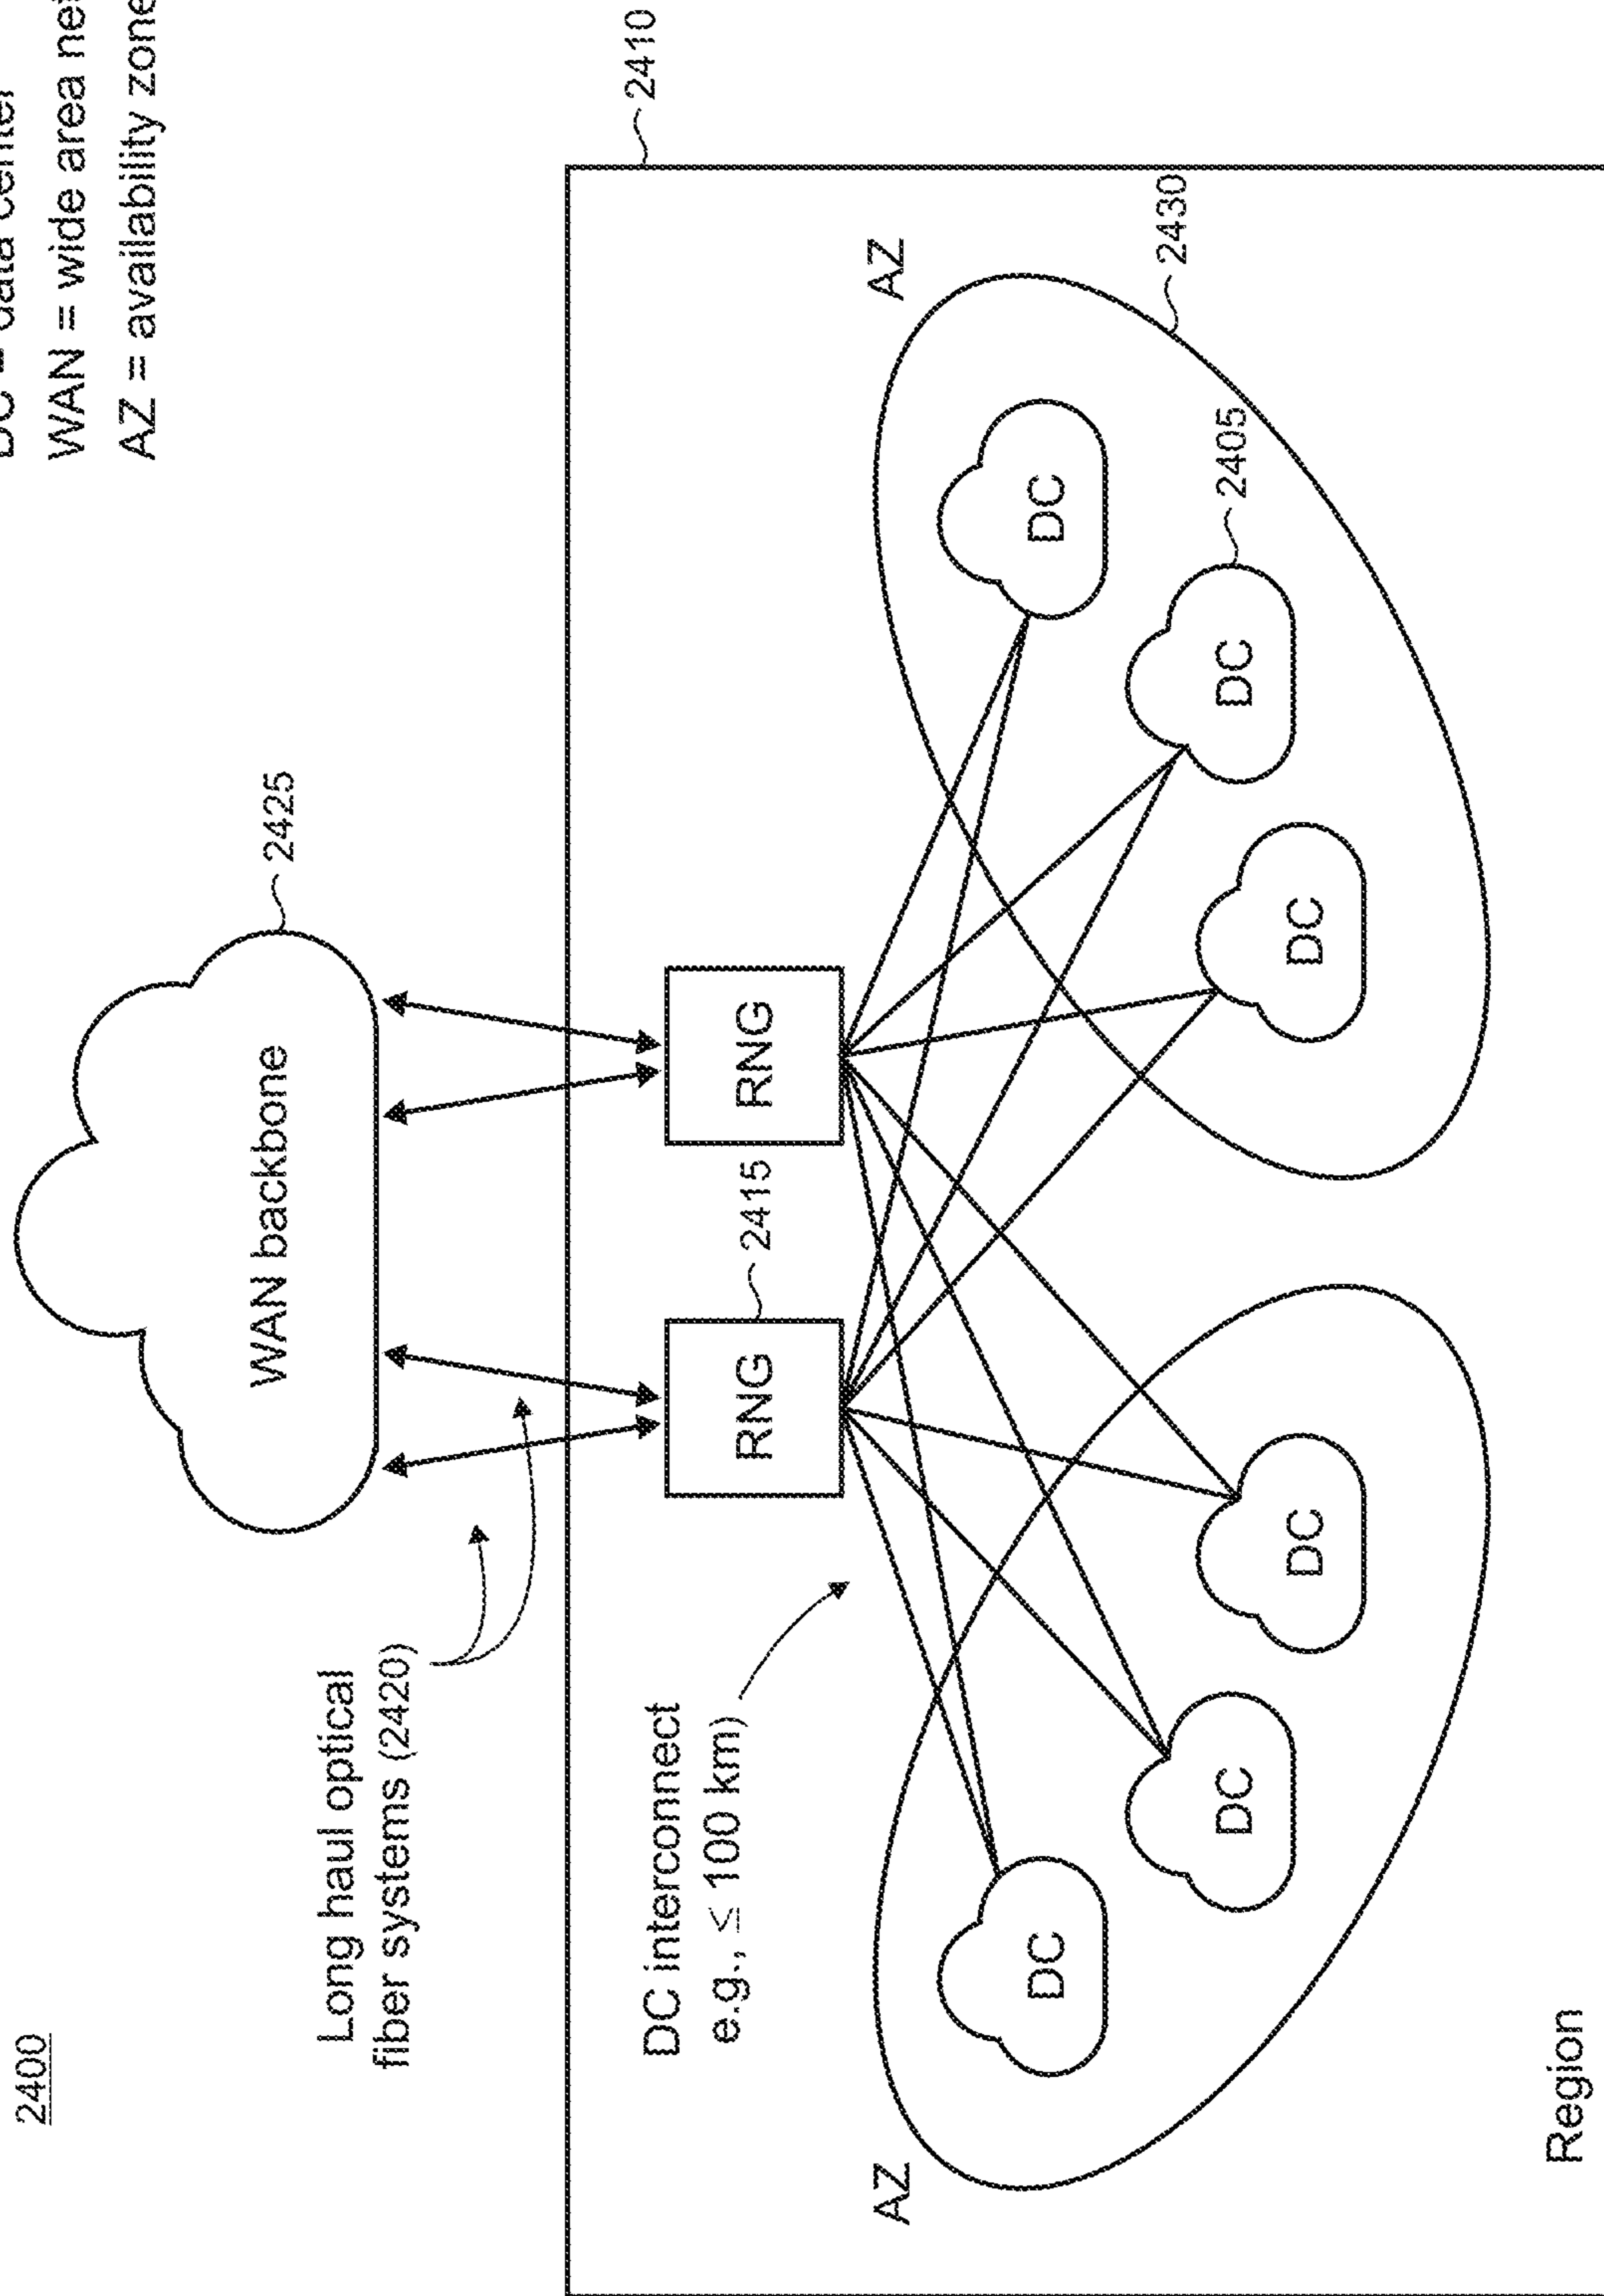 2400
DC = data center
WAN = wide area net
AZ = availability zone
WAN backbone
2425
Long haul optical
fiber systems (2420)
2410
DC interconnect
e.g., ≤ 100 km)
RNG
2415
RNG
AZ
AZ
DC
DC
2430
DC
DC
2405
DC
DC
Region